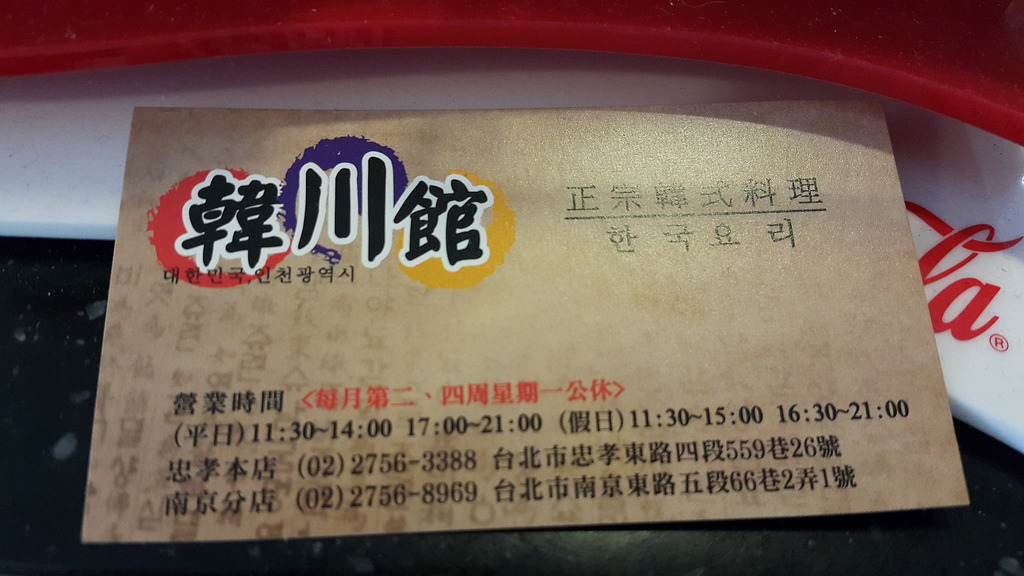 韓川館
대한민국,인천광역시
正宗韓式料理
한국요리
營業時間 <每月第二、四周星期一公休>
(平日)11:30~14:00 17:00~21:00 (假日)11:30~15:00 16:30~21:00
忠孝本店 (02)2756-3388 台北市忠孝東路四段559巷26號
南京分店 (02)2756-8969 台北市南京東路五段66巷2弄1號
la®